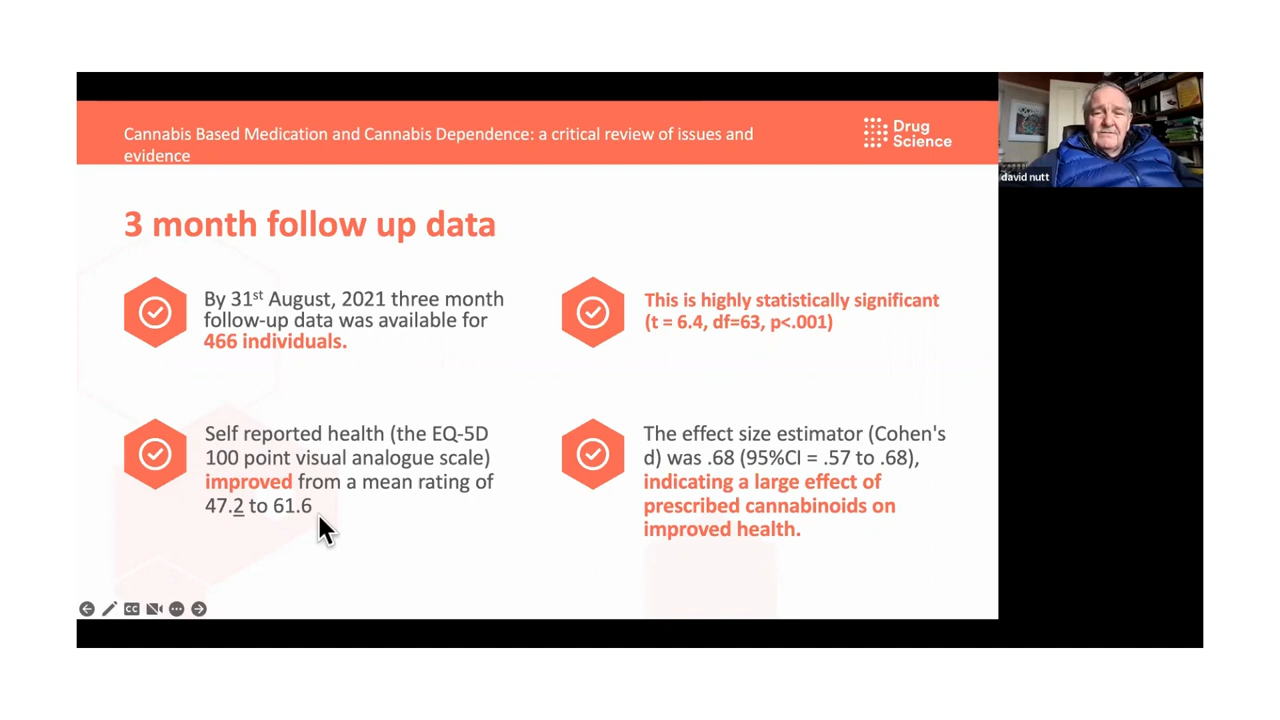 Cannabis Based Medication and Cannabis Dependence: a critical review of issues and
evidence
Drug
Science
david nutt
3 month follow up data
By 31st August, 2021 three month
follow-up data was available for
466 individuals.
This is highly statistically significant
(t = 6.4, df=63, p<.001)
Self reported health (the EQ-5D
100 point visual analogue scale)
improved from a mean rating of
47.2 to 61.6
The effect size estimator (Cohen's
d) was .68 (95%CI = .57 to .68),
indicating a large effect of
prescribed cannabinoids on
improved health.
CC